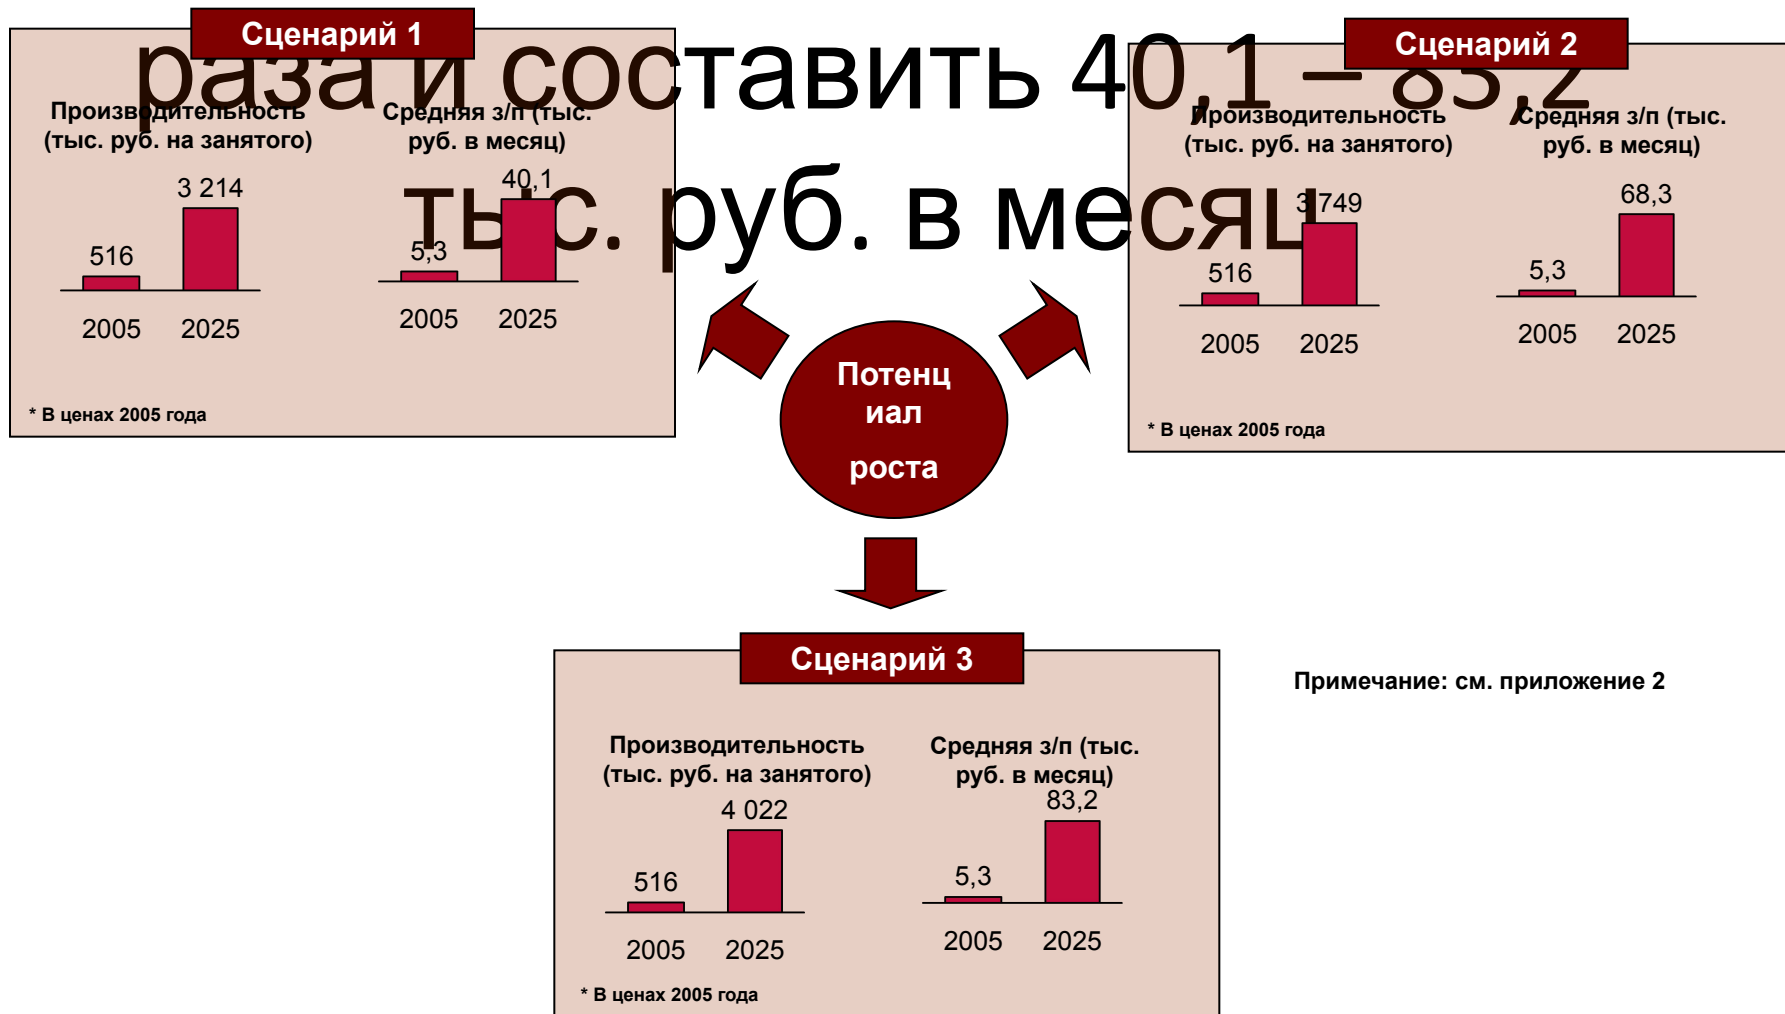 раза и составить 40,1 – 83,2
тыс. руб. в месяц
Сценарий 1
Производительность
(тыс. руб. на занятого)
3 214
516
2005 2025
Средняя з/п (тыс.
руб. в месяц)
40,1
5,3
2005 2025
* В ценах 2005 года
Сценарий 2
Производительность
(тыс. руб. на занятого)
3 749
516
2005 2025
Средняя з/п (тыс.
руб. в месяц)
68,3
5,3
2005 2025
* В ценах 2005 года
Потенц
иал
роста
Сценарий 3
Производительность
(тыс. руб. на занятого)
4 022
516
2005 2025
Средняя з/п (тыс.
руб. в месяц)
83,2
5,3
2005 2025
* В ценах 2005 года
Примечание: см. приложение 2